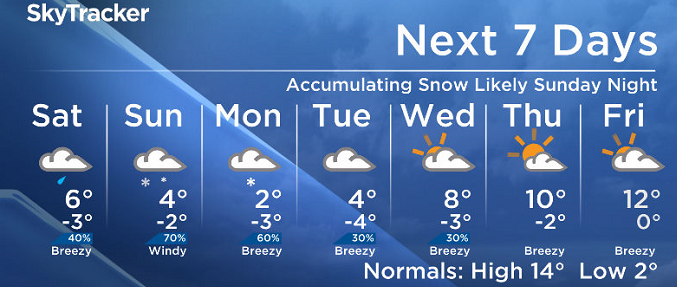 SkyTracker
Next 7 Days
Accumulating Snow Likely Sunday Night
Sat Sun Mon Tue Wed Thu Fri
6° 4° 2° 4° 8° 10° 12°
-3° -2° -3° -4° -3° -2° 0°
40% 70% 60% 30% 30%
Breezy Windy Breezy Breezy Breezy Breezy Breezy
Normals: High 14° Low 2°